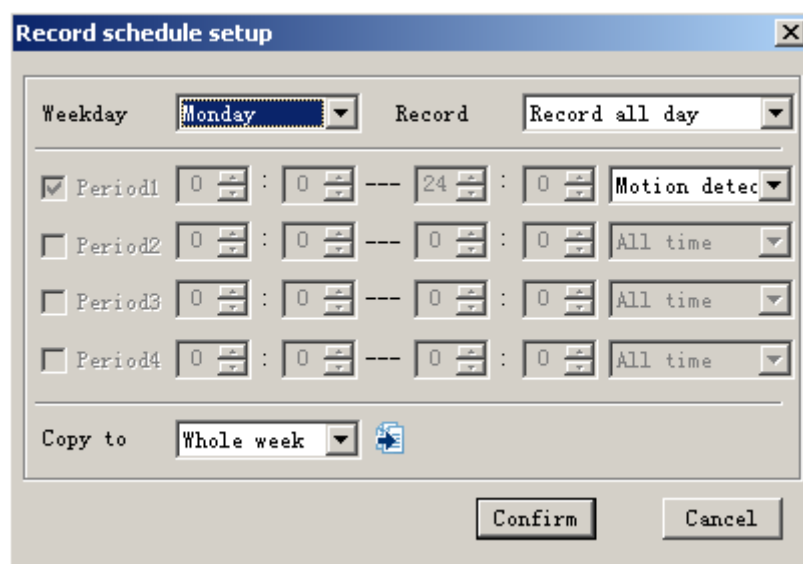 Record schedule setup
Weekday Monday Record Record all day
Period1 0 : 0 --- 24 : 0 Motion detec
Period2 0 : 0 --- 0 : 0 All time
Period3 0 : 0 --- 0 : 0 All time
Period4 0 : 0 --- 0 : 0 All time
Copy to Whole week
Confirm Cancel